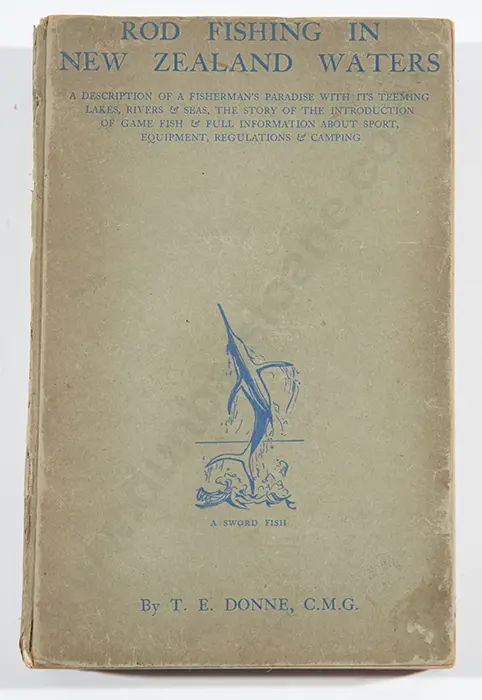 ROD FISHING IN
NEW ZEALAND WATERS
A DESCRIPTION OF A FISHERMAN'S PARADISE WITH ITS TEEMING
LAKES, RIVERS & SEAS, THE STORY OF THE INTRODUCTION
OF GAME FISH & FULL INFORMATION ABOUT SPORT,
EQUIPMENT, REGULATIONS & CAMPING
A SWORD FISH
By T. E. DONNE, C.M.G.